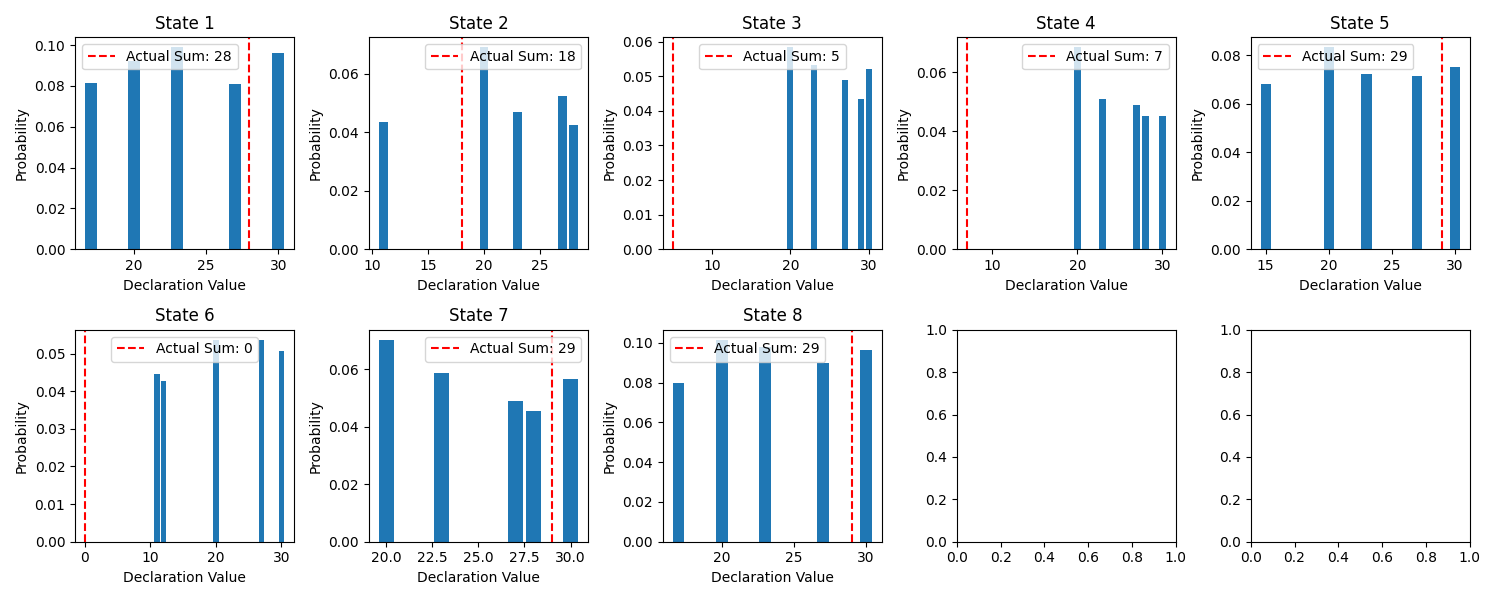 State 1
Actual Sum: 28
0.10
0.08
0.06
0.04
0.02
0.00
Probability
20 25 30
Declaration Value
State 2
Actual Sum: 18
0.06
0.04
0.02
0.00
Probability
10 15 20 25
Declaration Value
State 3
Actual Sum: 5
0.06
0.05
0.04
0.03
0.02
0.01
0.00
Probability
10 20 30
Declaration Value
State 4
Actual Sum: 7
0.06
0.04
0.02
0.00
Probability
10 20 30
Declaration Value
State 5
Actual Sum: 29
0.08
0.06
0.04
0.02
0.00
Probability
15 20 25 30
Declaration Value
State 6
Actual Sum: 0
0.05
0.04
0.03
0.02
0.01
0.00
Probability
0 10 20 30
Declaration Value
State 7
Actual Sum: 29
0.06
0.04
0.02
0.00
Probability
20.0 22.5 25.0 27.5 30.0
Declaration Value
State 8
Actual Sum: 29
0.10
0.08
0.06
0.04
0.02
0.00
Probability
20 25 30
Declaration Value
1.0
0.8
0.6
0.4
0.2
0.0
0.0 0.2 0.4 0.6 0.8 1.0
1.0
0.8
0.6
0.4
0.2
0.0
0.0 0.2 0.4 0.6 0.8 1.0